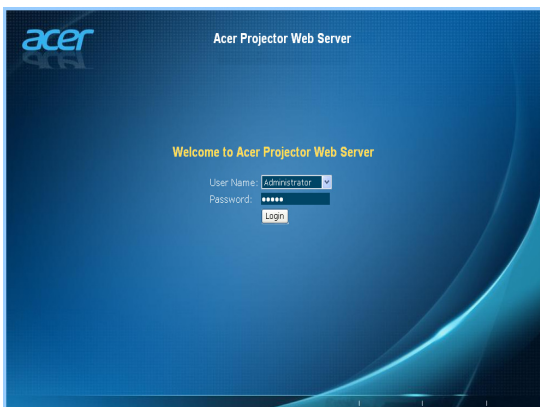 acer
Acer Projector Web Server
Welcome to Acer Projector Web Server
User Name: Administrator
Password: •••••
Login